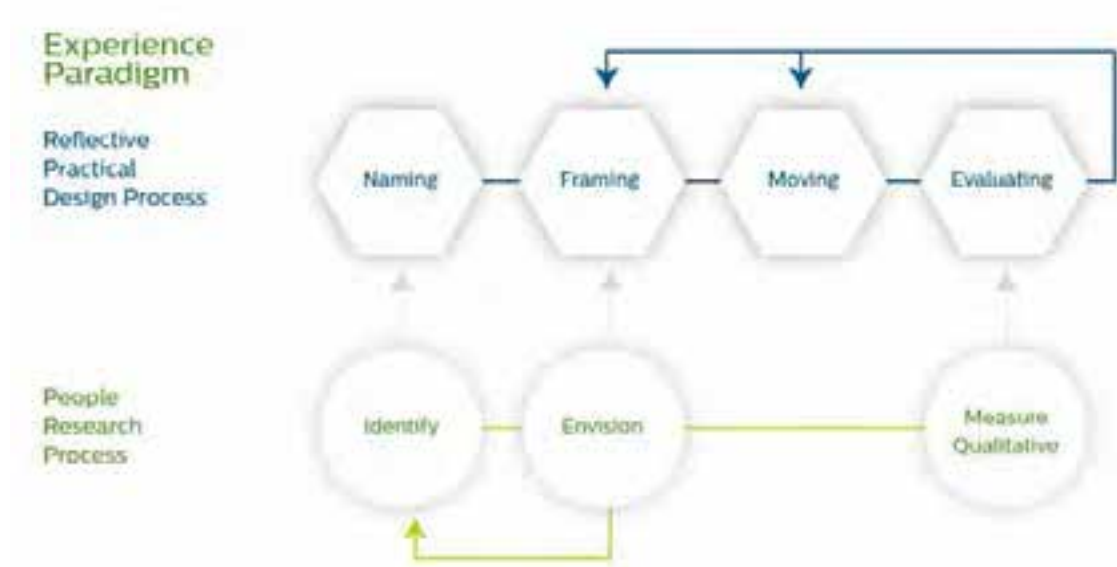 Experience
Paradigm
Reflective
Practical
Design Process
Naming
Framing
Moving
Evaluating
People
Research
Process
Identify
Envision
Measure
Qualitative